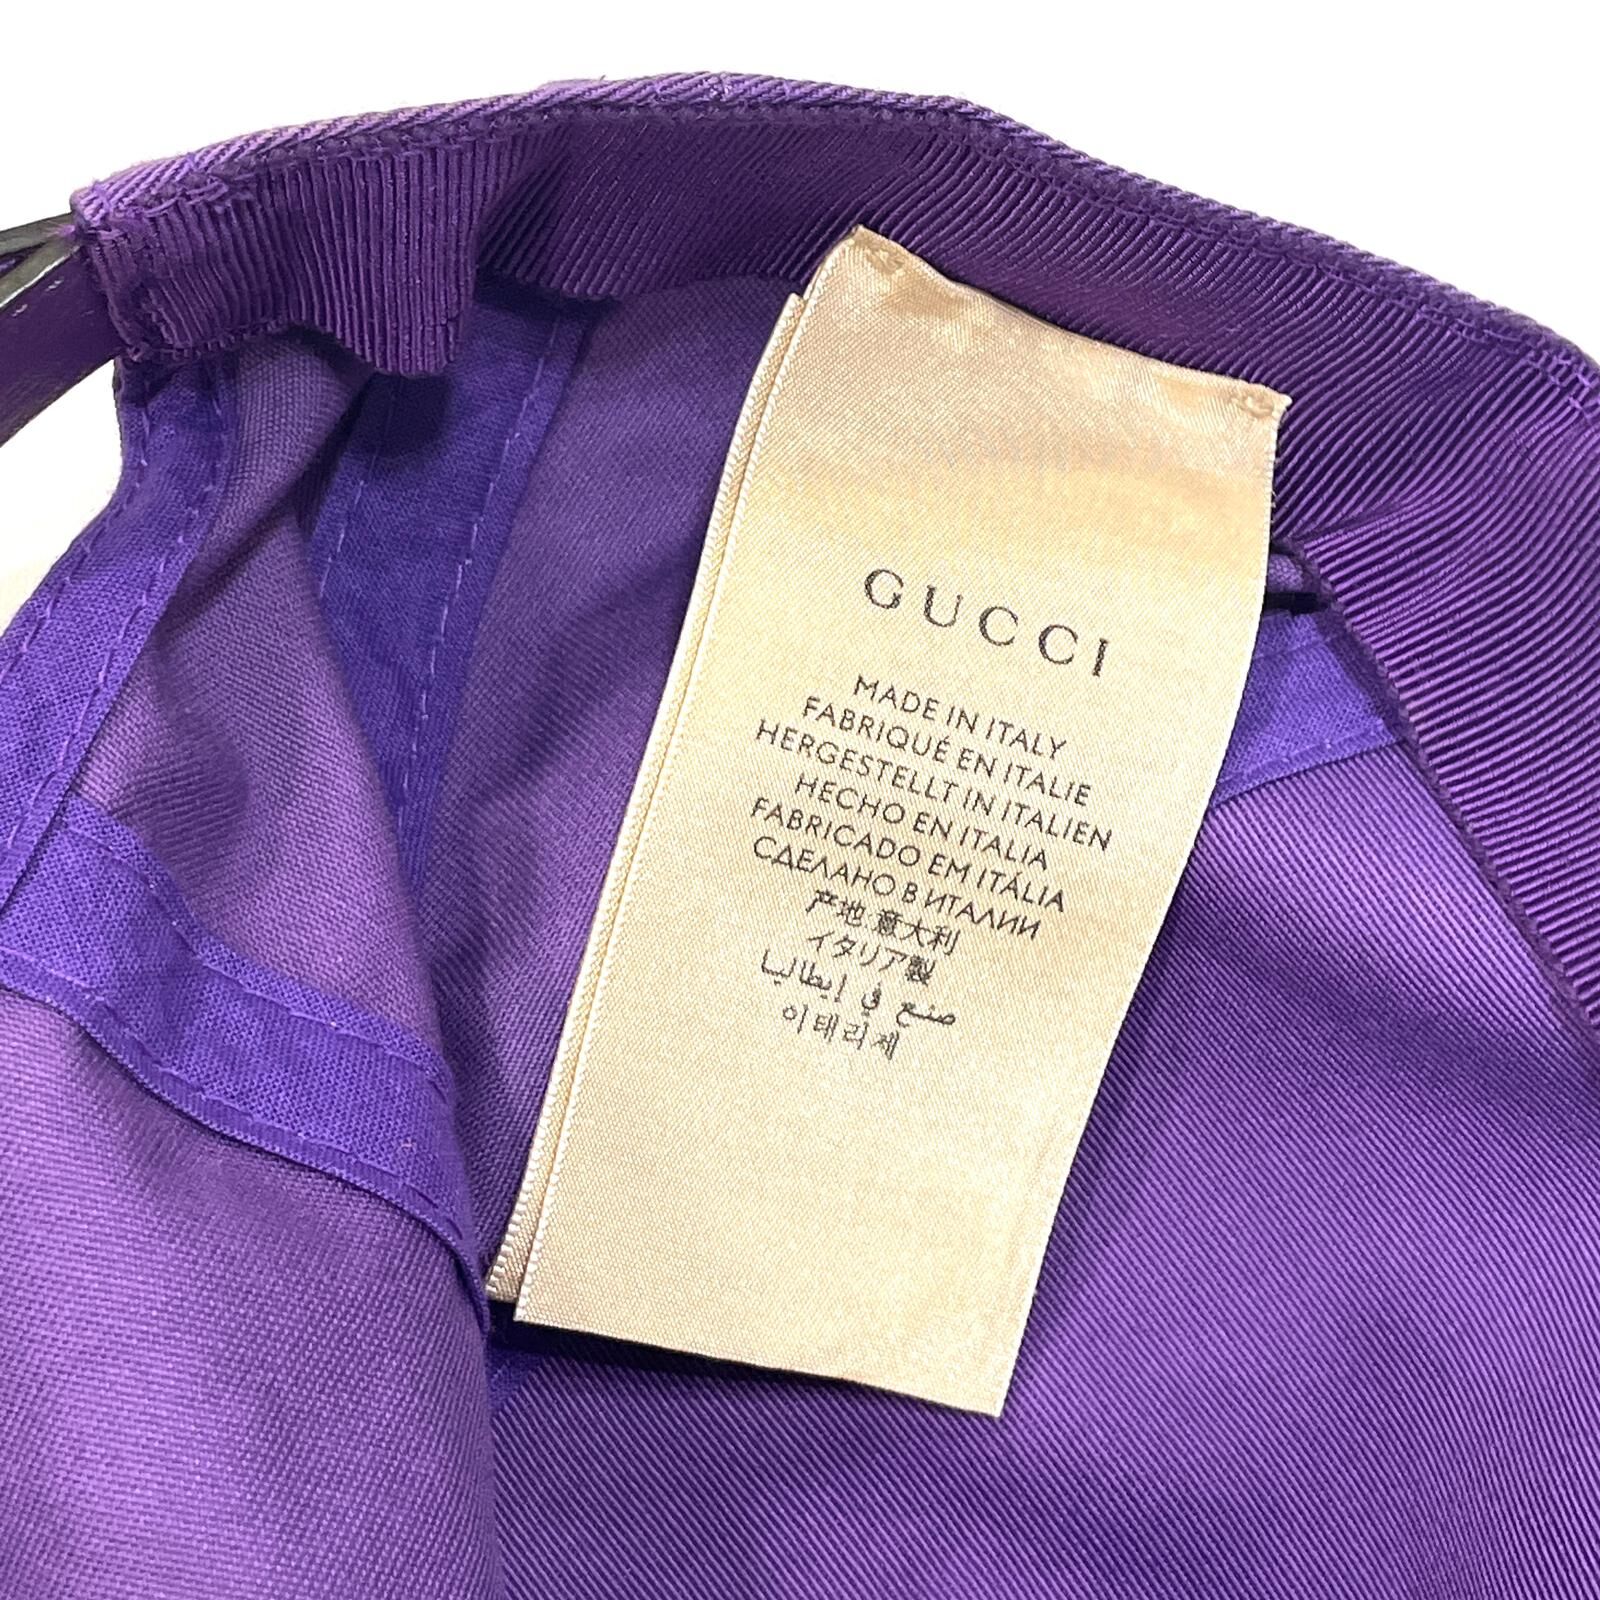 GUCCI
MADE IN ITALY
FABRIQUÉ EN ITALIE
HERGESTELLT IN ITALIEN
HECHO EN ITALIA
FABRICADO EM ITÁLIA
СДЕЛАНО В ИТАЛИИ
产地:意大利
イタリア製
صنع في إيطاليا
이태리제